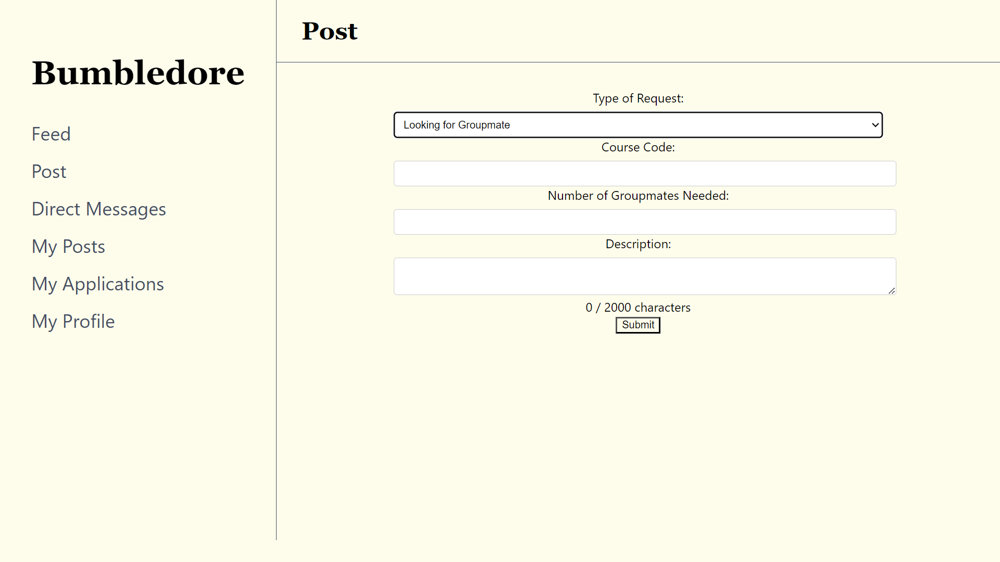 Bumbledore
Feed
Post
Direct Messages
My Posts
My Applications
My Profile
Post
Type of Request:
Looking for Groupmate
Course Code:
Number of Groupmates Needed:
Description:
0 / 2000 characters
Submit